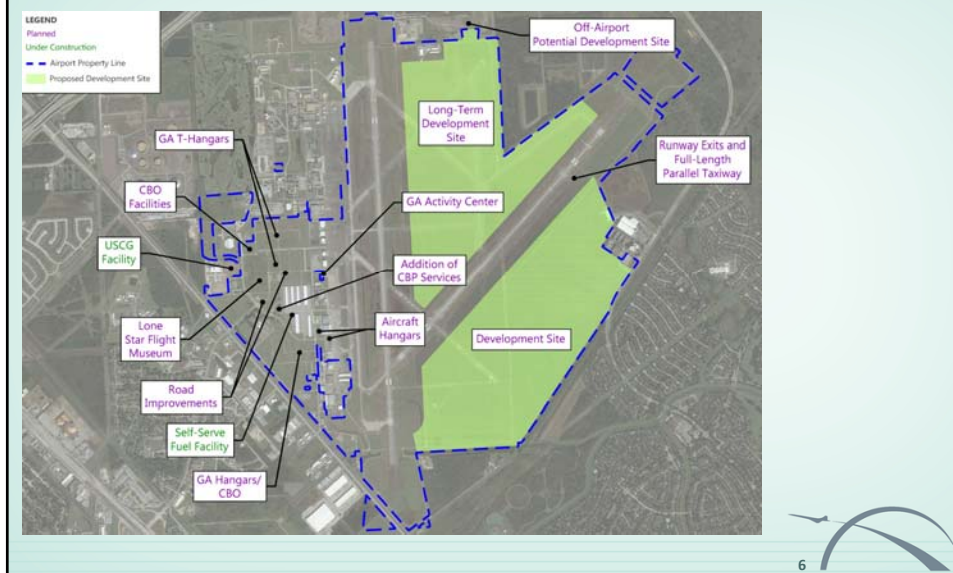 LEGEND
Planned
Under Construction
Airport Property Line
Proposed Development Site
Off-Airport
Potential Development Site
Long-Term
Development
Site
GA T-Hangars
Runway Exits and
Full-Length
Parallel Taxiway
CBO
Facilities
GA Activity Center
USCG
Facility
Addition of
CBP Services
Lone
Star Flight
Museum
Aircraft
Hangars
Development Site
Road
Improvements
Self-Serve
Fuel Facility
GA Hangars/
CBO
6